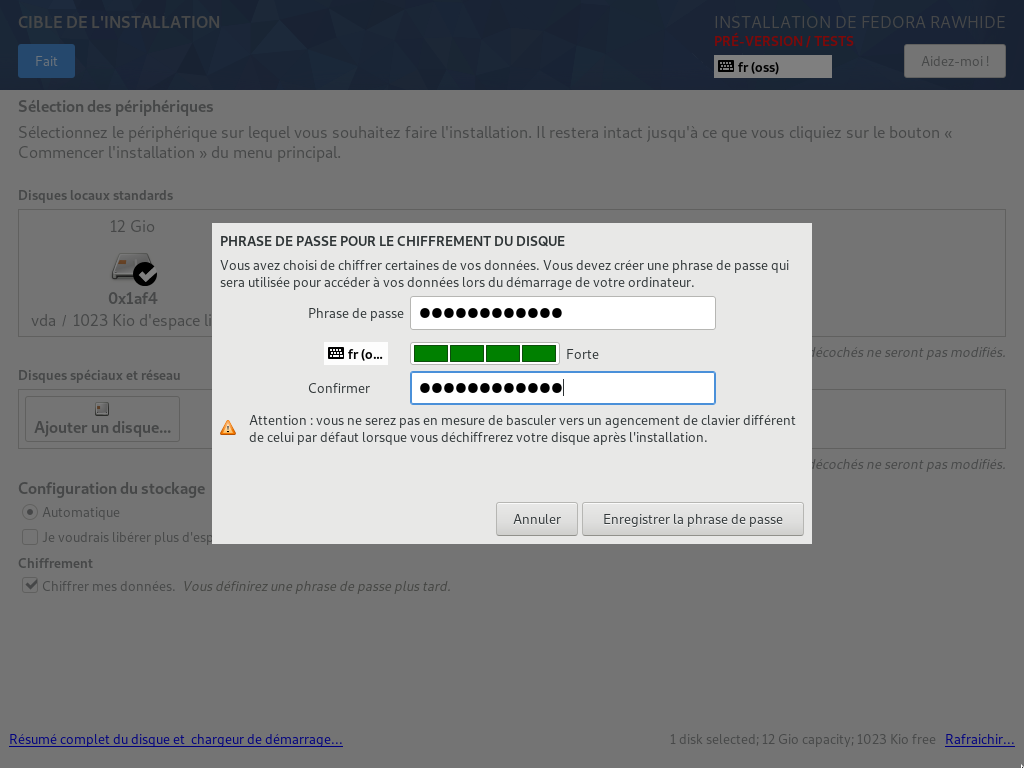 CIBLE DE L'INSTALLATION
INSTALLATION DE FEDORA RAWHIDE
PRÉ-VERSION / TESTS
Fait
fr (oss)
Aidez-moi !
Sélection des périphériques
Sélectionnez le périphérique sur lequel vous souhaitez faire l'installation. Il restera intact jusqu'à ce que vous cliquiez sur le bouton «
Commencer l'installation » du menu principal.
Disques locaux standards
12 Gio
0x1af4
vda / 1023 Kio d'espace li
décochés ne seront pas modifiés.
PHRASE DE PASSE POUR LE CHIFFREMENT DU DISQUE
Vous avez choisi de chiffrer certaines de vos données. Vous devez créer une phrase de passe qui
sera utilisée pour accéder à vos données lors du démarrage de votre ordinateur.
Phrase de passe ●●●●●●●●●●●●
fr (o...
Forte
Confirmer ●●●●●●●●●●●●
Attention : vous ne serez pas en mesure de basculer vers un agencement de clavier différent
de celui par défaut lorsque vous déchiffrerez votre disque après l'installation.
Annuler
Enregistrer la phrase de passe
Disques spéciaux et réseau
Ajouter un disque...
décochés ne seront pas modifiés.
Configuration du stockage
Automatique
Je voudrais libérer plus d'esp
Chiffrement
Chiffrer mes données. Vous définirez une phrase de passe plus tard.
Résumé complet du disque et  chargeur de démarrage...
1 disk selected; 12 Gio capacity; 1023 Kio free
Rafraichir...